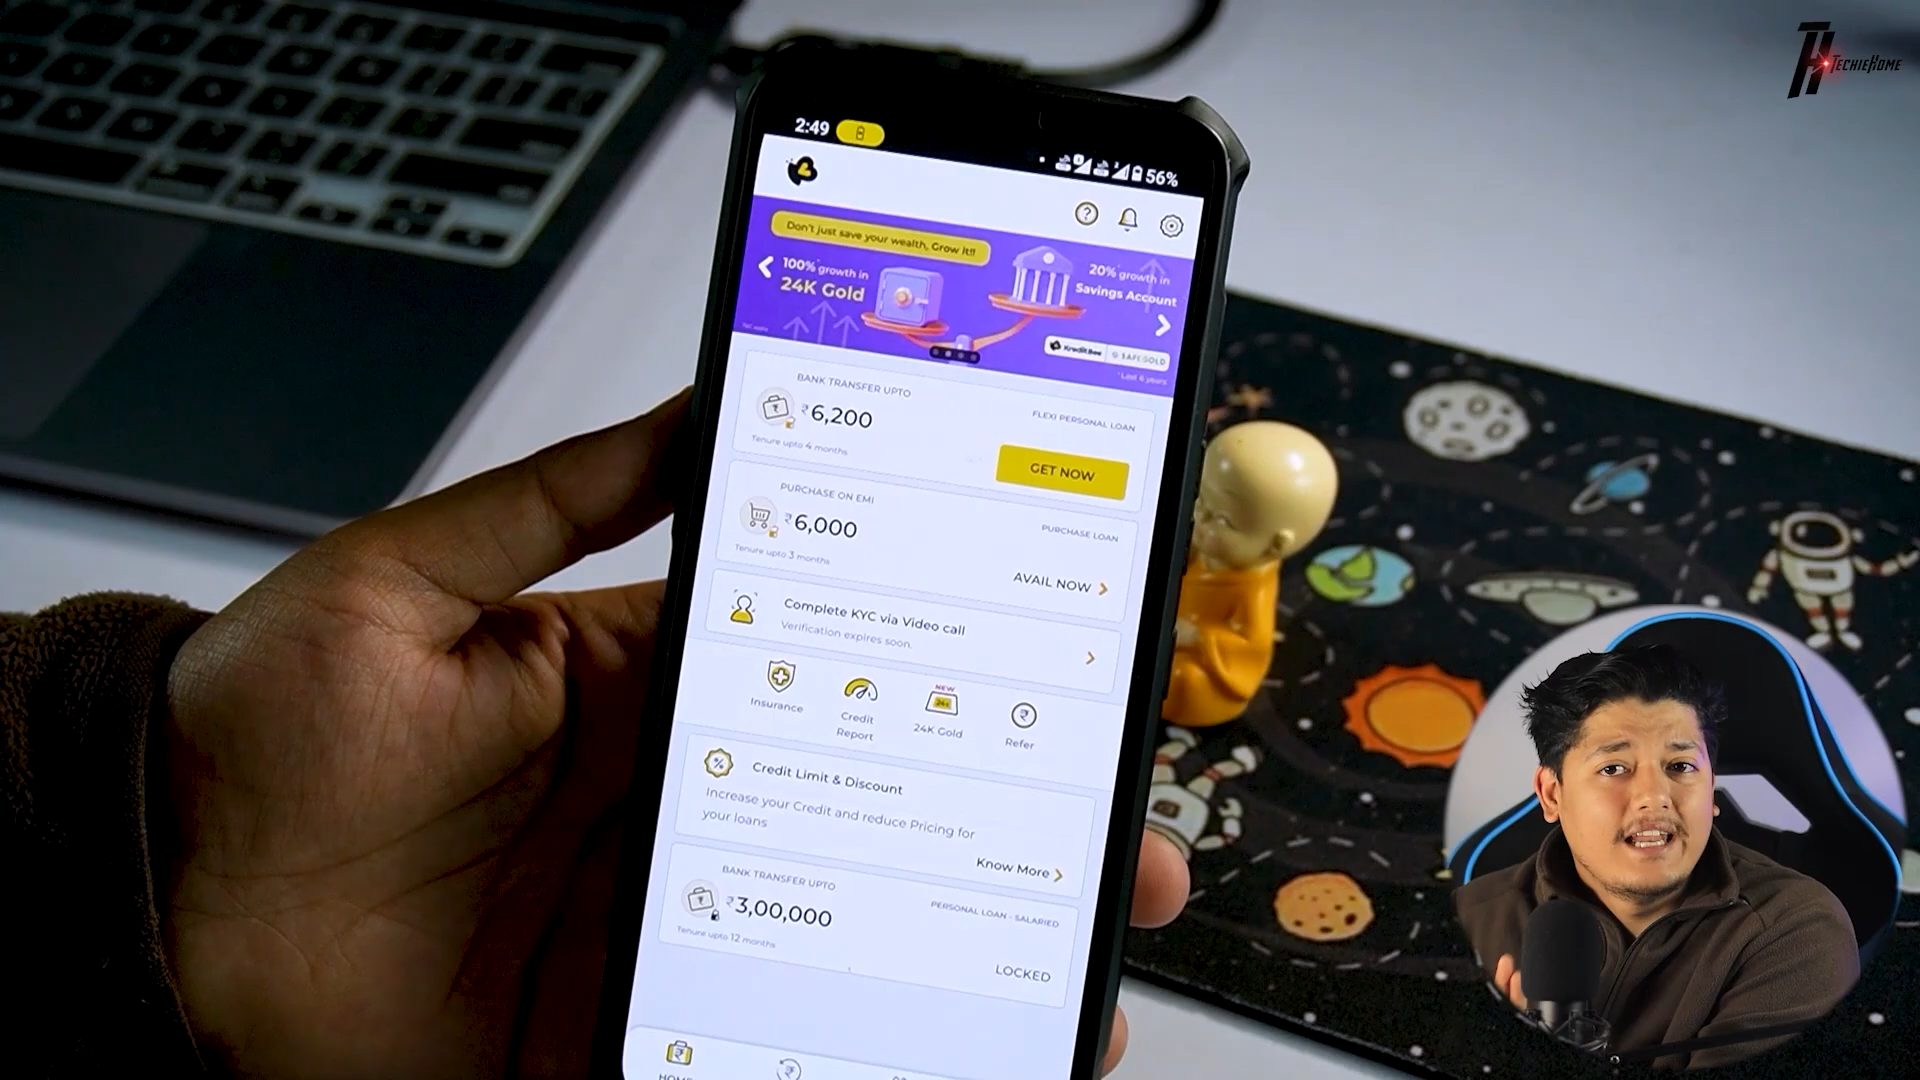 TECHIEHOME
2:49
56%
Don't just save your wealth, Grow it!!
100% growth in
24K Gold
20% growth in
Savings Account
KreditBee
SAFEGOLD
*Last 6 years
BANK TRANSFER UPTO
₹6,200
FLEXI PERSONAL LOAN
Tenure upto 4 months
GET NOW
PURCHASE ON EMI
₹6,000
PURCHASE LOAN
Tenure upto 3 months
AVAIL NOW
Complete KYC via Video call
Verification expires soon.
Insurance
Credit
Report
NEW
24K Gold
Refer
Credit Limit & Discount
Increase your Credit and reduce Pricing for
your loans
Know More
BANK TRANSFER UPTO
₹3,00,000
PERSONAL LOAN - SALARIED
Tenure upto 12 months
LOCKED